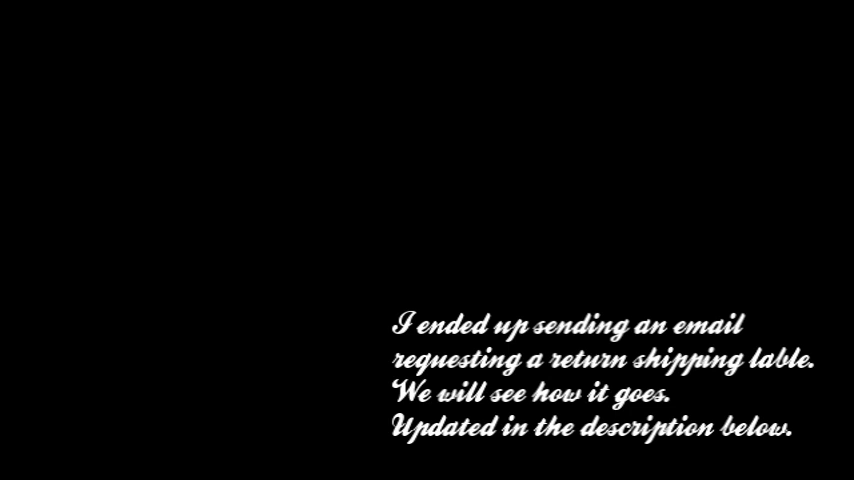 I ended up sending an email
requesting a return shipping lable.
We will see how it goes.
Updated in the description below.